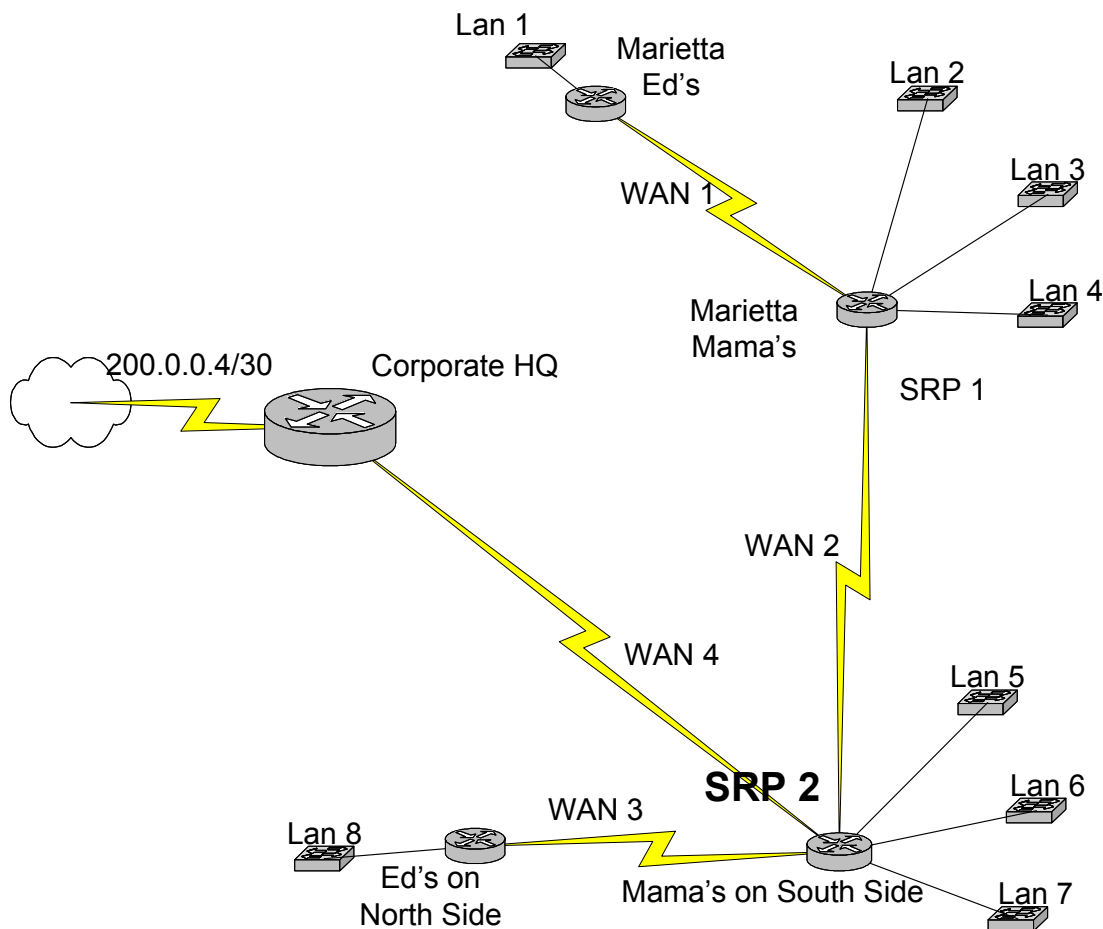 Lan 1
Marietta
Ed's
Lan 2
Lan 3
WAN 1
Lan 4
Marietta
Mama's
200.0.0.4/30
Corporate HQ
SRP 1
WAN 2
WAN 4
Lan 5
SRP 2
Lan 6
WAN 3
Lan 8
Ed's on
North Side
Mama's on South Side
Lan 7